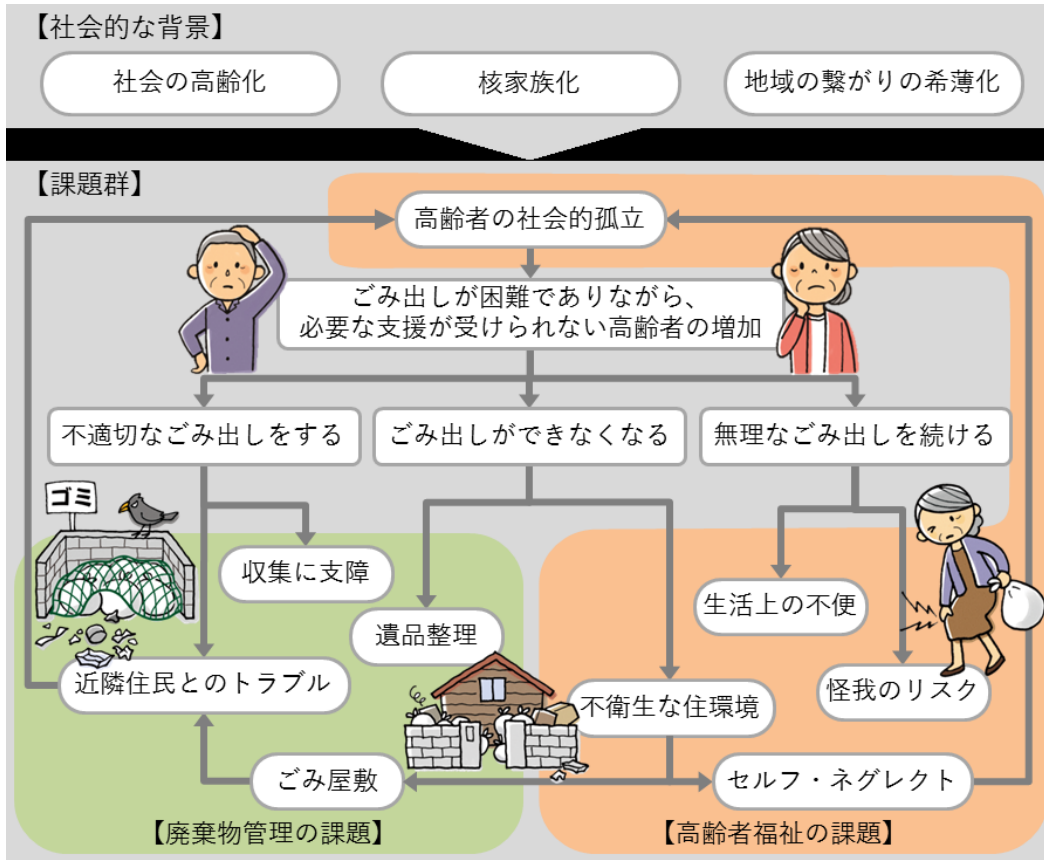 【社会的な背景】
社会の高齢化
核家族化
地域の繋がりの希薄化
【課題群】
高齢者の社会的孤立
ごみ出しが困難でありながら、
必要な支援が受けられない高齢者の増加
不適切なごみ出しをする
ごみ出しができなくなる
無理なごみ出しを続ける
ゴミ
収集に支障
遺品整理
生活上の不便
近隣住民とのトラブル
不衛生な住環境
怪我のリスク
ごみ屋敷
セルフ・ネグレクト
【廃棄物管理の課題】
【高齢者福祉の課題】